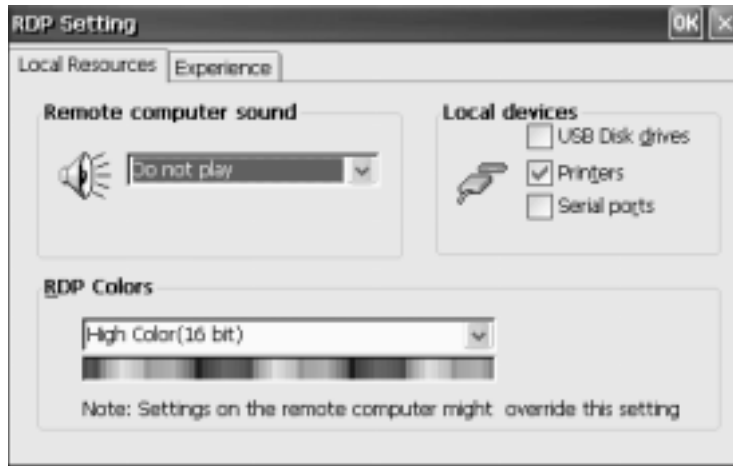 RDP Setting OK ×
Local Resources Experience
Remote computer sound
Do not play
Local devices
USB Disk drives
Printers
Serial ports
RDP Colors
High Color(16 bit)
Note: Settings on the remote computer might override this setting